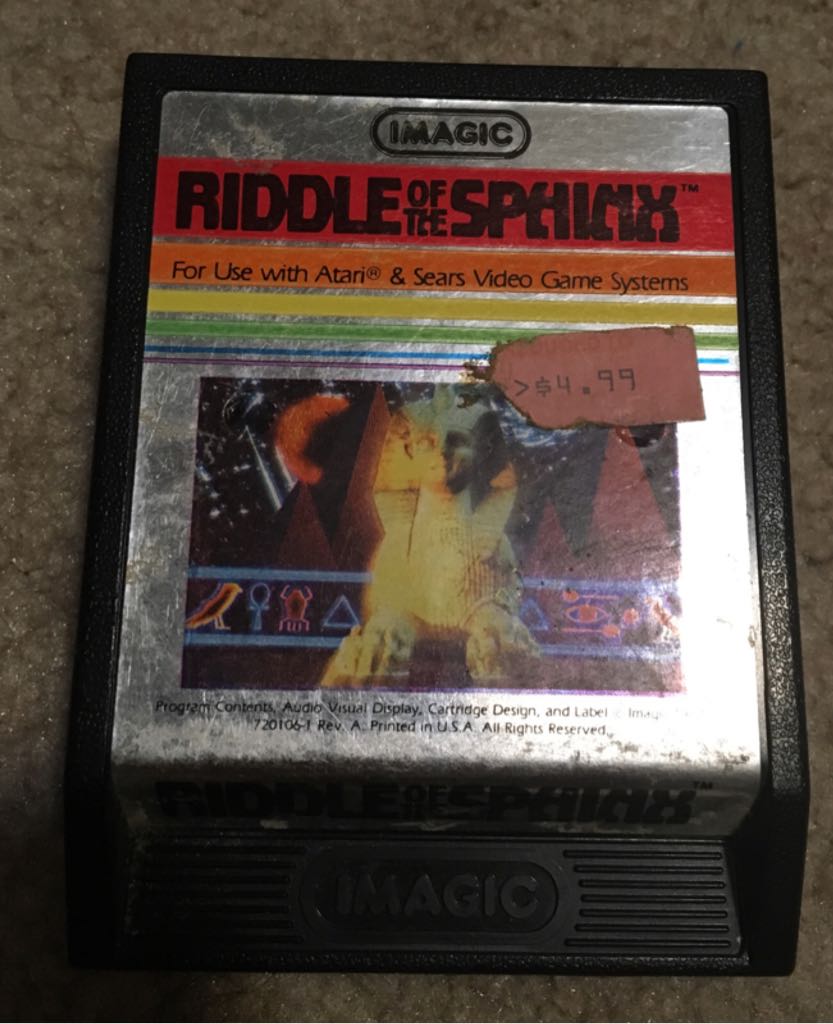 IMAGIC
RIDDLE OF THE SPHINX™
For Use with Atari® & Sears Video Game Systems
>$4.99
Program Contents, Audio Visual Display, Cartridge Design, and Label
720106-1 Rev. A. Printed in U.S.A. All Rights Reserved.
RIDDLE OF THE SPHINX™
IMAGIC